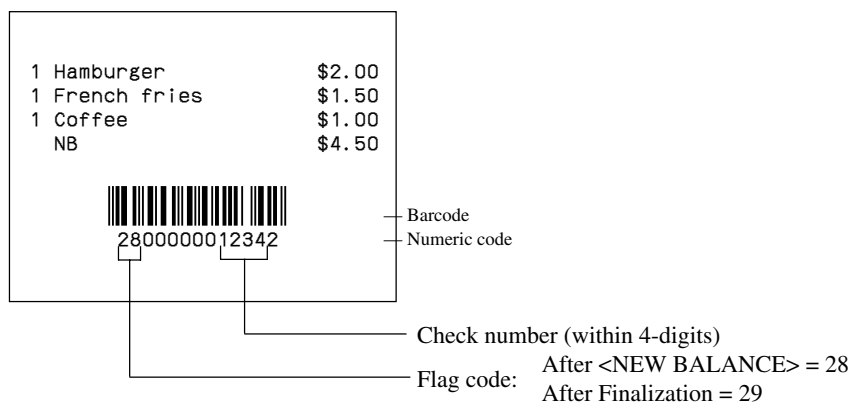 1 Hamburger $2.00
1 French fries $1.50
1 Coffee $1.00
NB $4.50
Barcode
2800000012342 Numeric code
Check number (within 4-digits)
Flag code: After <NEW BALANCE> = 28
After Finalization = 29